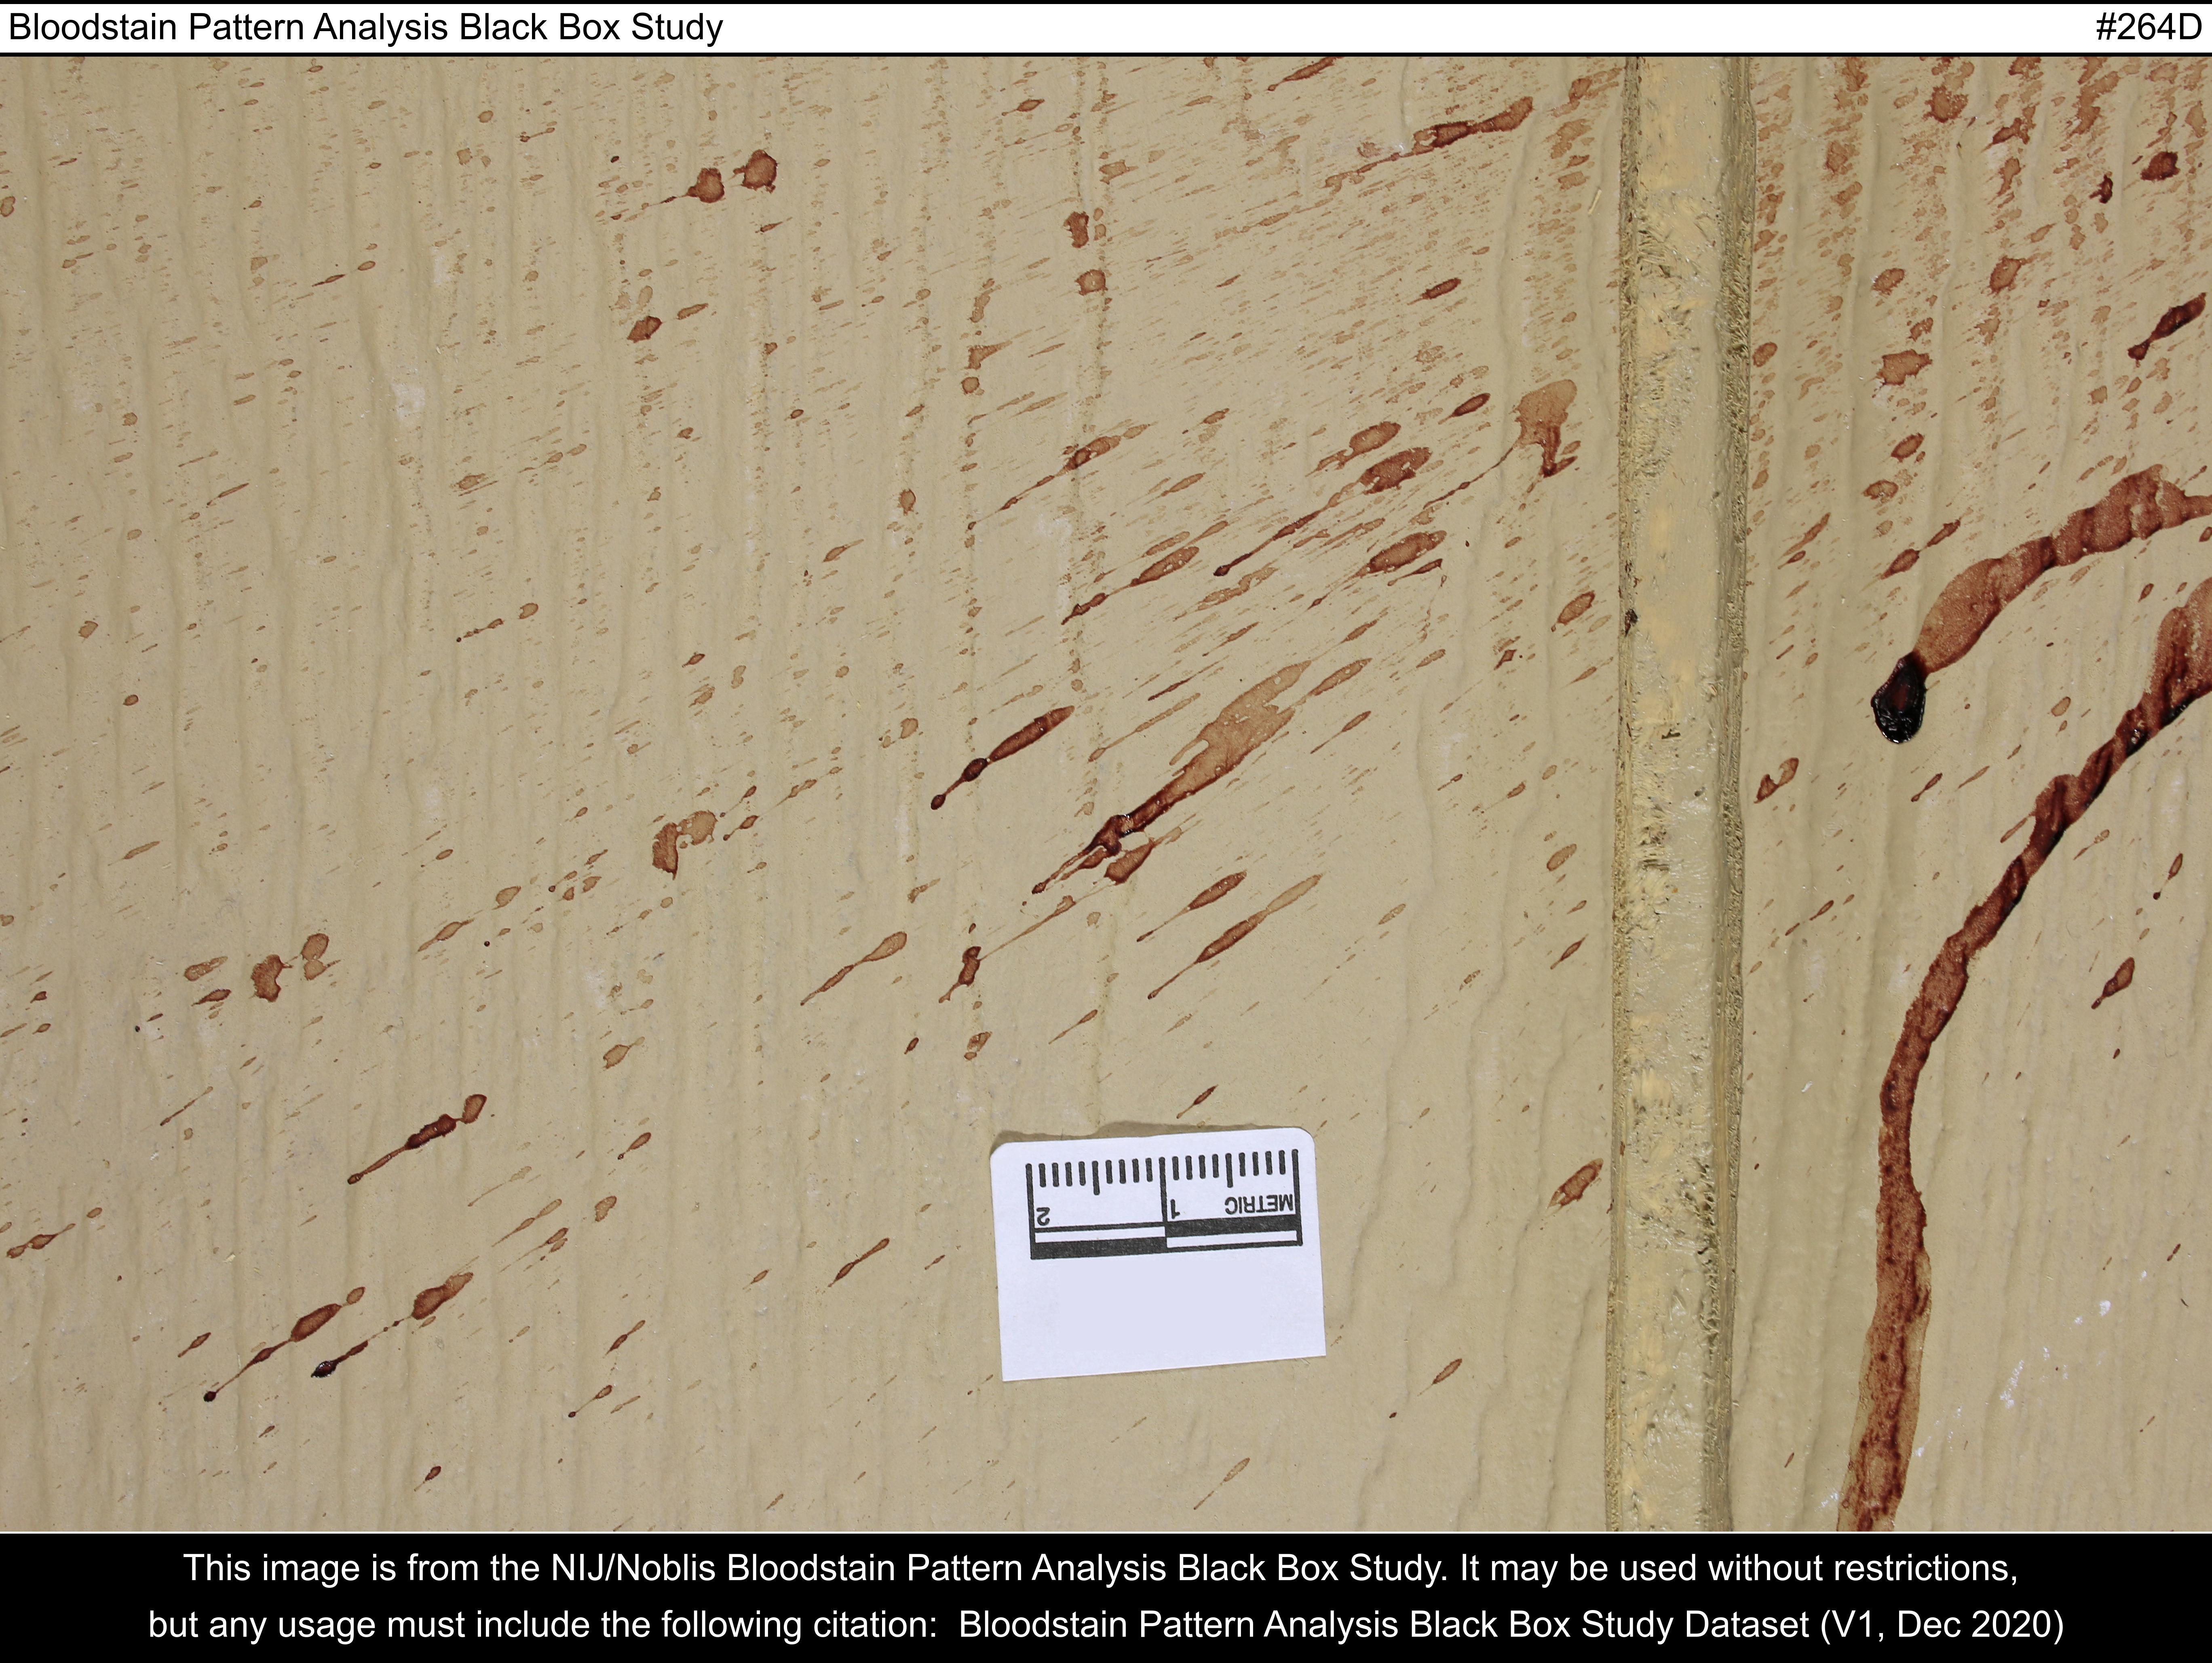 Bloodstain Pattern Analysis Black Box Study #264D
METRIC 1 2
This image is from the NIJ/Noblis Bloodstain Pattern Analysis Black Box Study. It may be used without restrictions,
but any usage must include the following citation:  Bloodstain Pattern Analysis Black Box Study Dataset (V1, Dec 2020)